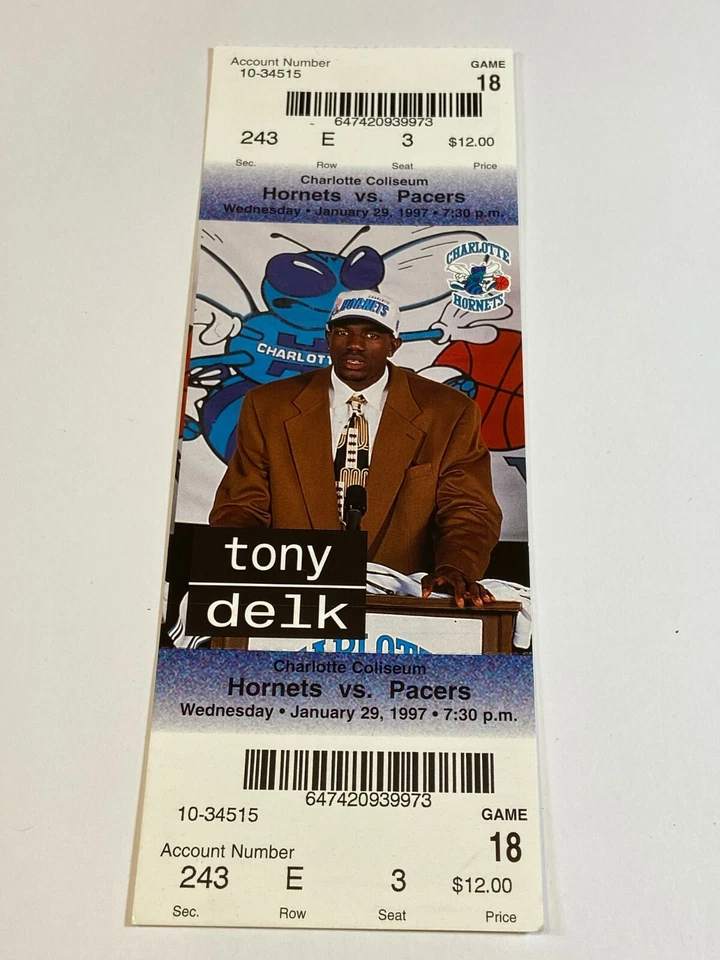 Account Number GAME
10-34515 18
647420939973
243 E 3 $12.00
Sec. Row Seat Price
Charlotte Coliseum
Hornets vs. Pacers
Wednesday • January 29, 1997 • 7:30 p.m.
CHARLOTTE
HORNETS
CHARLOTTE
HORNETS
CHARLOT
tony
delk
Charlotte Coliseum
Hornets vs. Pacers
Wednesday • January 29, 1997 • 7:30 p.m.
647420939973
10-34515 GAME
Account Number 18
243 E 3 $12.00
Sec. Row Seat Price